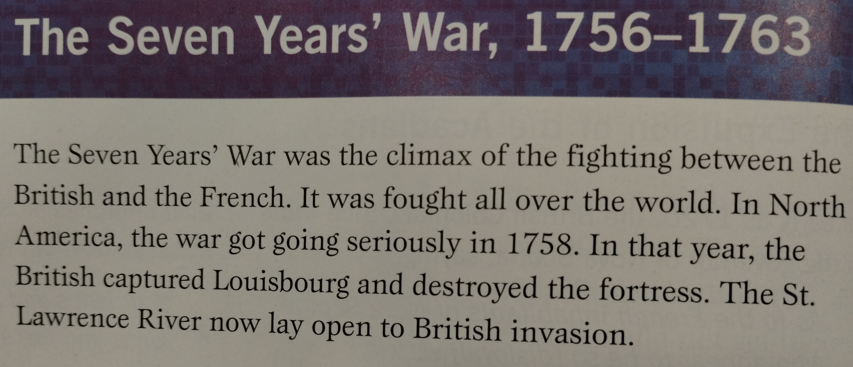 The Seven Years' War, 1756–1763
The Seven Years' War was the climax of the fighting between the
British and the French. It was fought all over the world. In North
America, the war got going seriously in 1758. In that year, the
British captured Louisbourg and destroyed the fortress. The St.
Lawrence River now lay open to British invasion.